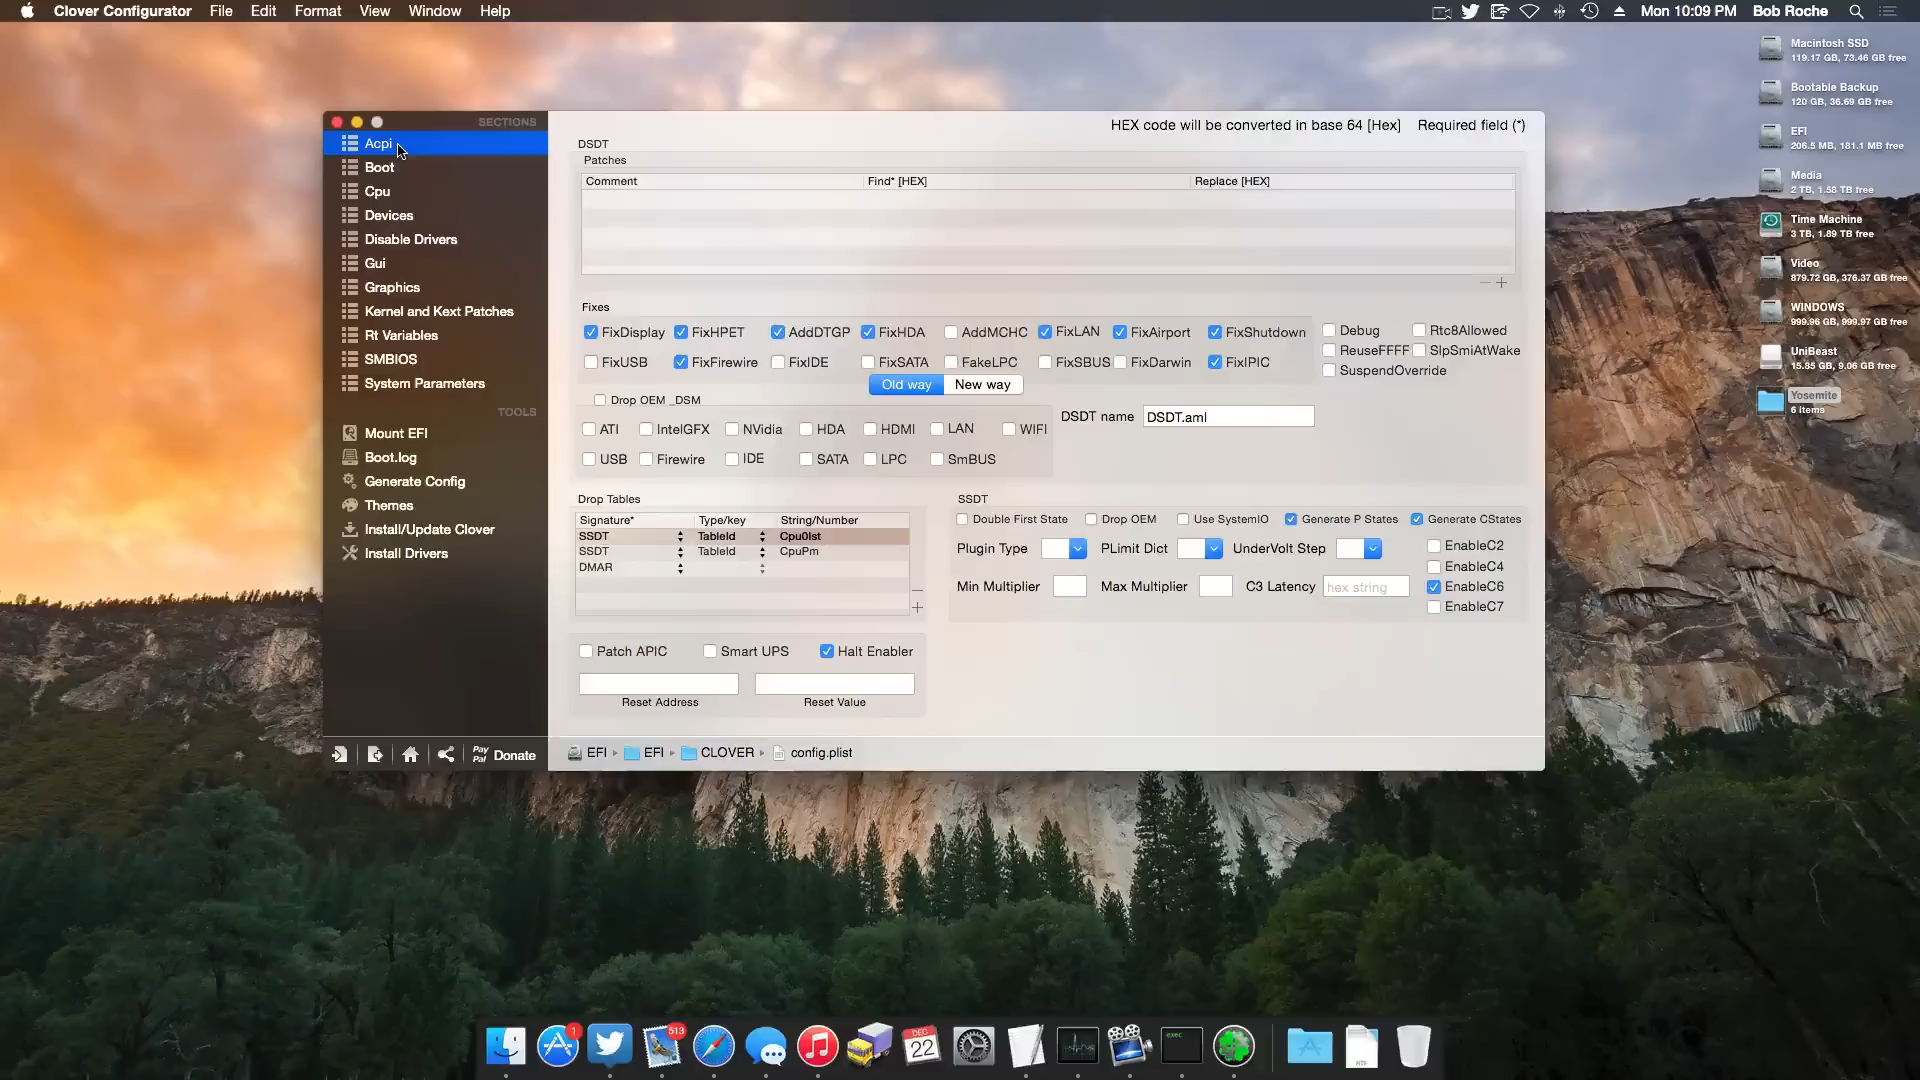 Clover Configurator File Edit Format View Window Help Mon 10:09 PM Bob Roche
Macintosh SSD
119.17 GB, 73.46 GB free
Bootable Backup
120 GB, 36.69 GB free
EFI
206.5 MB, 181.1 MB free
Media
2 TB, 1.58 TB free
Time Machine
3 TB, 1.89 TB free
Video
879.72 GB, 376.37 GB free
WINDOWS
999.96 GB, 999.97 GB free
UniBeast
15.85 GB, 9.06 GB free
Yosemite
6 items
SECTIONS
Acpi
Boot
Cpu
Devices
Disable Drivers
Gui
Graphics
Kernel and Kext Patches
Rt Variables
SMBIOS
System Parameters
TOOLS
Mount EFI
Boot.log
Generate Config
Themes
Install/Update Clover
Install Drivers
Pay Pal Donate
HEX code will be converted in base 64 [Hex] Required field (*)
DSDT
Patches
Comment Find* [HEX] Replace [HEX]
Fixes
FixDisplay FixHPET AddDTGP FixHDA AddMCHC FixLAN FixAirport FixShutdown Debug Rtc8Allowed
ReuseFFFF SlpSmiAtWake
FixUSB FixFirewire FixIDE FixSATA FakeLPC FixSBUS FixDarwin FixIPIC SuspendOverride
Old way New way
Drop OEM _DSM
ATI IntelGFX NVidia HDA HDMI LAN WIFI
USB Firewire IDE SATA LPC SmBUS
DSDT name DSDT.aml
Drop Tables
Signature* Type/key String/Number
SSDT TableId Cpu0Ist
SSDT TableId CpuPm
DMAR
SSDT
Double First State Drop OEM Use SystemIO Generate P States Generate CStates
Plugin Type PLimit Dict UnderVolt Step EnableC2
EnableC4
Min Multiplier Max Multiplier C3 Latency hex string EnableC6
EnableC7
Patch APIC Smart UPS Halt Enabler
Reset Address Reset Value
EFI EFI CLOVER config.plist
1
513
DEC
22
exec
RTF